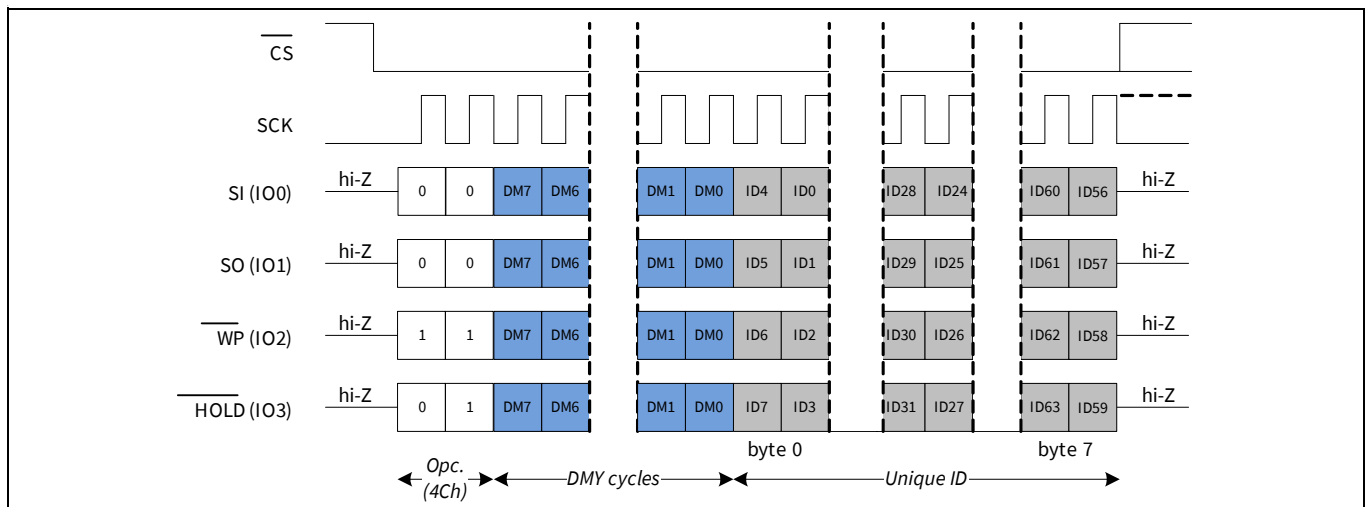 CS
SCK
SI (IO0) hi-Z 0 0 DM7 DM6 DM1 DM0 ID4 ID0 ID28 ID24 ID60 ID56 hi-Z
SO (IO1) hi-Z 0 0 DM7 DM6 DM1 DM0 ID5 ID1 ID29 ID25 ID61 ID57 hi-Z
WP (IO2) hi-Z 1 1 DM7 DM6 DM1 DM0 ID6 ID2 ID30 ID26 ID62 ID58 hi-Z
HOLD (IO3) hi-Z 0 1 DM7 DM6 DM1 DM0 ID7 ID3 ID31 ID27 ID63 ID59 hi-Z
byte 0 byte 7
Opc. DMY cycles Unique ID
(4Ch)